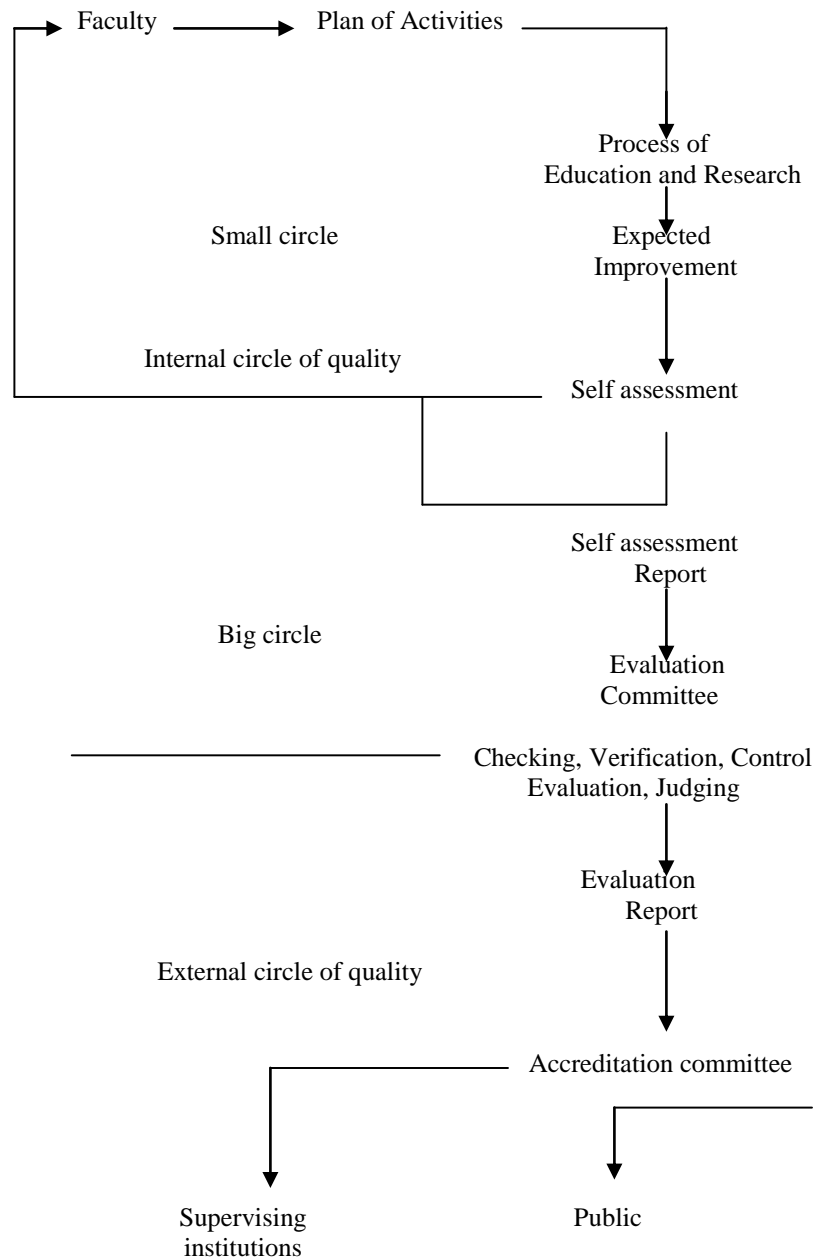 Faculty
Plan of Activities
Process of
Education and Research
Small circle
Expected
Improvement
Internal circle of quality
Self assessment
Self assessment
Report
Big circle
Evaluation
Committee
Checking, Verification, Control
Evaluation, Judging
Evaluation
Report
External circle of quality
Accreditation committee
Supervising
institutions
Public